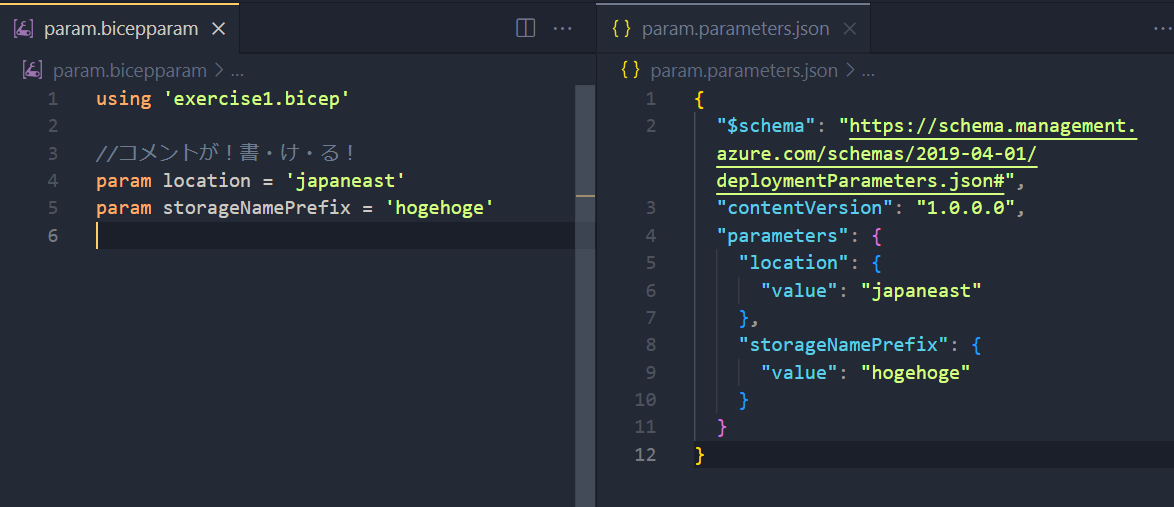 param.bicepparam
param.bicepparam > ...
1 using 'exercise1.bicep'
2
3 //コメントが！書・け・る！
4 param location = 'japaneast'
5 param storageNamePrefix = 'hogehoge'
6
{} param.parameters.json
{} param.parameters.json > ...
1 {
2 "$schema": "https://schema.management.
azure.com/schemas/2019-04-01/
deploymentParameters.json#",
3 "contentVersion": "1.0.0.0",
4 "parameters": {
5 "location": {
6 "value": "japaneast"
7 },
8 "storageNamePrefix": {
9 "value": "hogehoge"
10 }
11 }
12 }